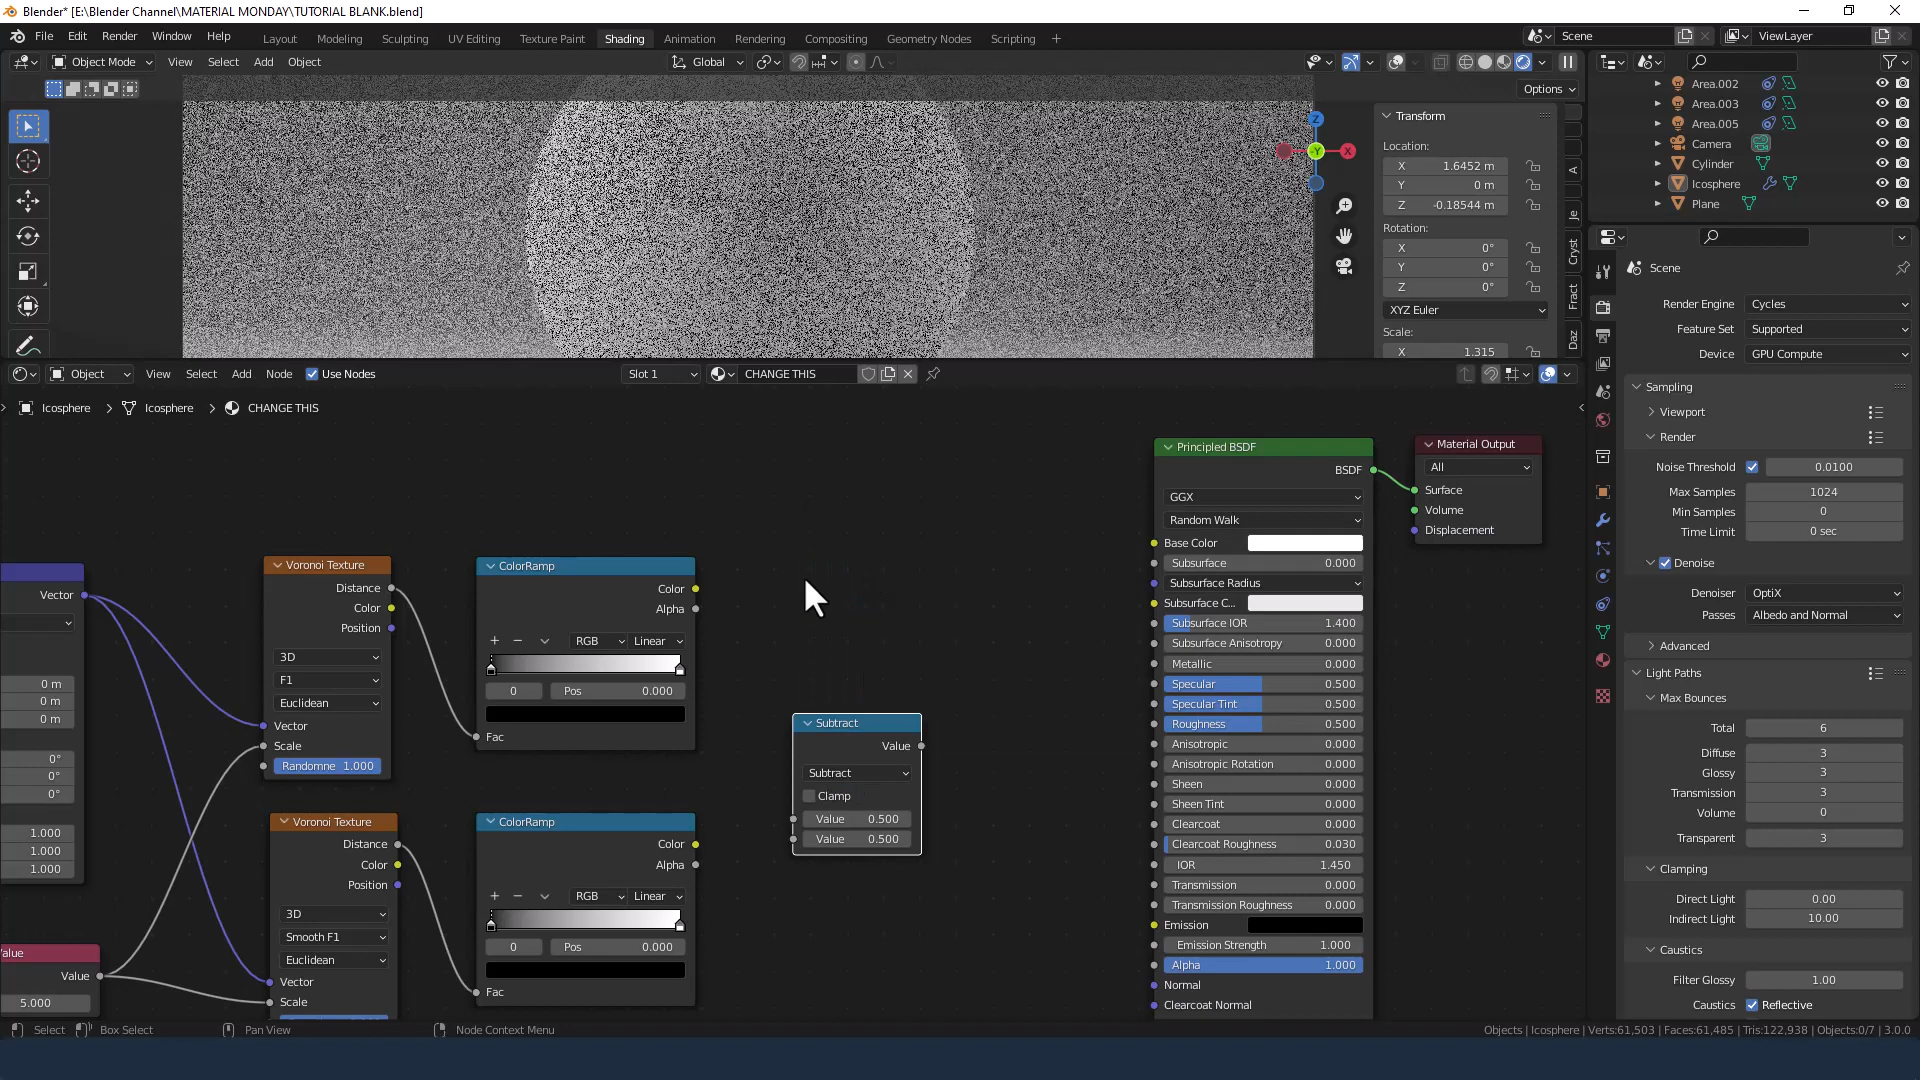 Blender* [E:\Blender Channel\MATERIAL MONDAY\TUTORIAL BLANK.blend]
File Edit Render Window Help
Layout Modeling Sculpting UV Editing Texture Paint Shading Animation Rendering Compositing Geometry Nodes Scripting +
Scene
ViewLayer
Object Mode View Select Add Object
Global
Options
Transform
Location:
X 1.6452 m
Y 0 m
Z -0.18544 m
Rotation:
X 0°
Y 0°
Z 0°
XYZ Euler
Scale:
X 1.315
Z
X
-Y
A
Je
Cryst
Fract
Daz
Area.002
Area.003
Area.005
Camera
Cylinder
Icosphere
Plane
Scene
Render Engine Cycles
Feature Set Supported
Device GPU Compute
Sampling
Viewport
Render
Noise Threshold 0.0100
Max Samples 1024
Min Samples 0
Time Limit 0 sec
Denoise
Denoiser OptiX
Passes Albedo and Normal
Advanced
Light Paths
Max Bounces
Total 6
Diffuse 3
Glossy 3
Transmission 3
Volume 0
Transparent 3
Clamping
Direct Light 0.00
Indirect Light 10.00
Caustics
Filter Glossy 1.00
Caustics Reflective
Object View Select Add Node Use Nodes Slot 1 CHANGE THIS
Icosphere Icosphere CHANGE THIS
Vector
0 m
0 m
0 m
0°
0°
0°
1.000
1.000
1.000
alue
Value
5.000
Voronoi Texture
Distance
Color
Position
3D
F1
Euclidean
Vector
Scale
Randomne 1.000
Voronoi Texture
Distance
Color
Position
3D
Smooth F1
Euclidean
Vector
Scale
ColorRamp
Color
Alpha
RGB Linear
0 Pos 0.000
Fac
ColorRamp
Color
Alpha
RGB Linear
0 Pos 0.000
Fac
Subtract
Value
Subtract
Clamp
Value 0.500
Value 0.500
Principled BSDF
BSDF
GGX
Random Walk
Base Color
Subsurface 0.000
Subsurface Radius
Subsurface C...
Subsurface IOR 1.400
Subsurface Anisotropy 0.000
Metallic 0.000
Specular 0.500
Specular Tint 0.500
Roughness 0.500
Anisotropic 0.000
Anisotropic Rotation 0.000
Sheen 0.000
Sheen Tint 0.000
Clearcoat 0.000
Clearcoat Roughness 0.030
IOR 1.450
Transmission 0.000
Transmission Roughness 0.000
Emission
Emission Strength 1.000
Alpha 1.000
Normal
Clearcoat Normal
Material Output
All
Surface
Volume
Displacement
Select Box Select Pan View Node Context Menu
Objects | Icosphere | Verts:61,503 | Faces:61,485 | Tris:122,938 | Objects:0/7 | 3.0.0